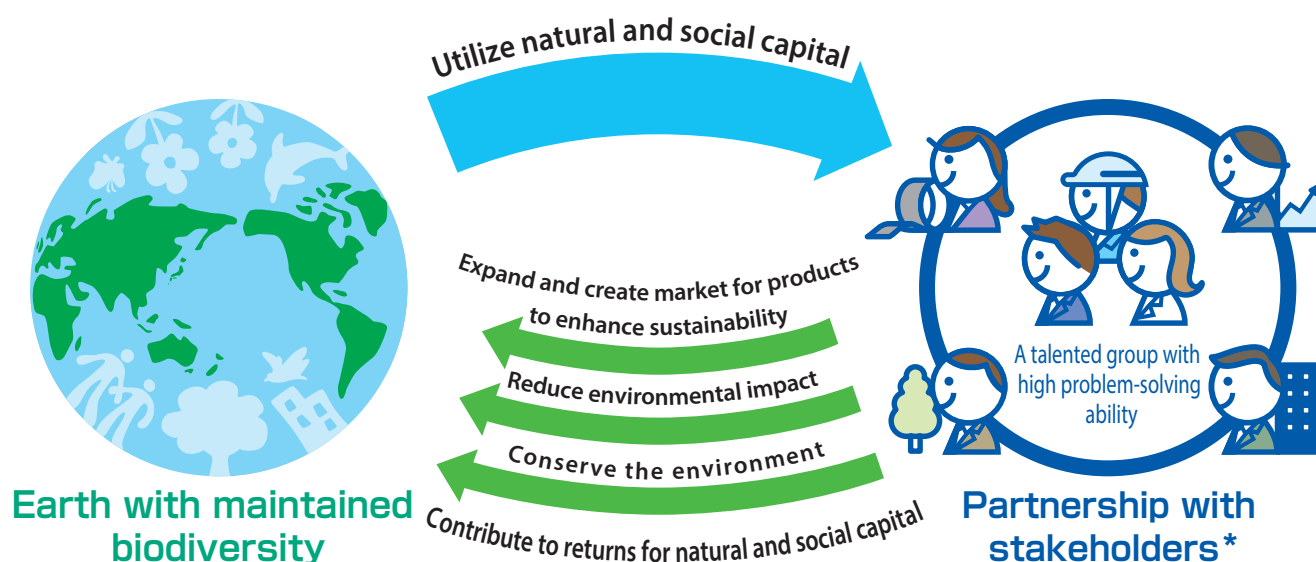 Utilize natural and social capital
Expand and create market for products
to enhance sustainability
Reduce environmental impact
Conserve the environment
Contribute to returns for natural and social capital
Earth with maintained
biodiversity
A talented group with
high problem-solving
ability
Partnership with
stakeholders*